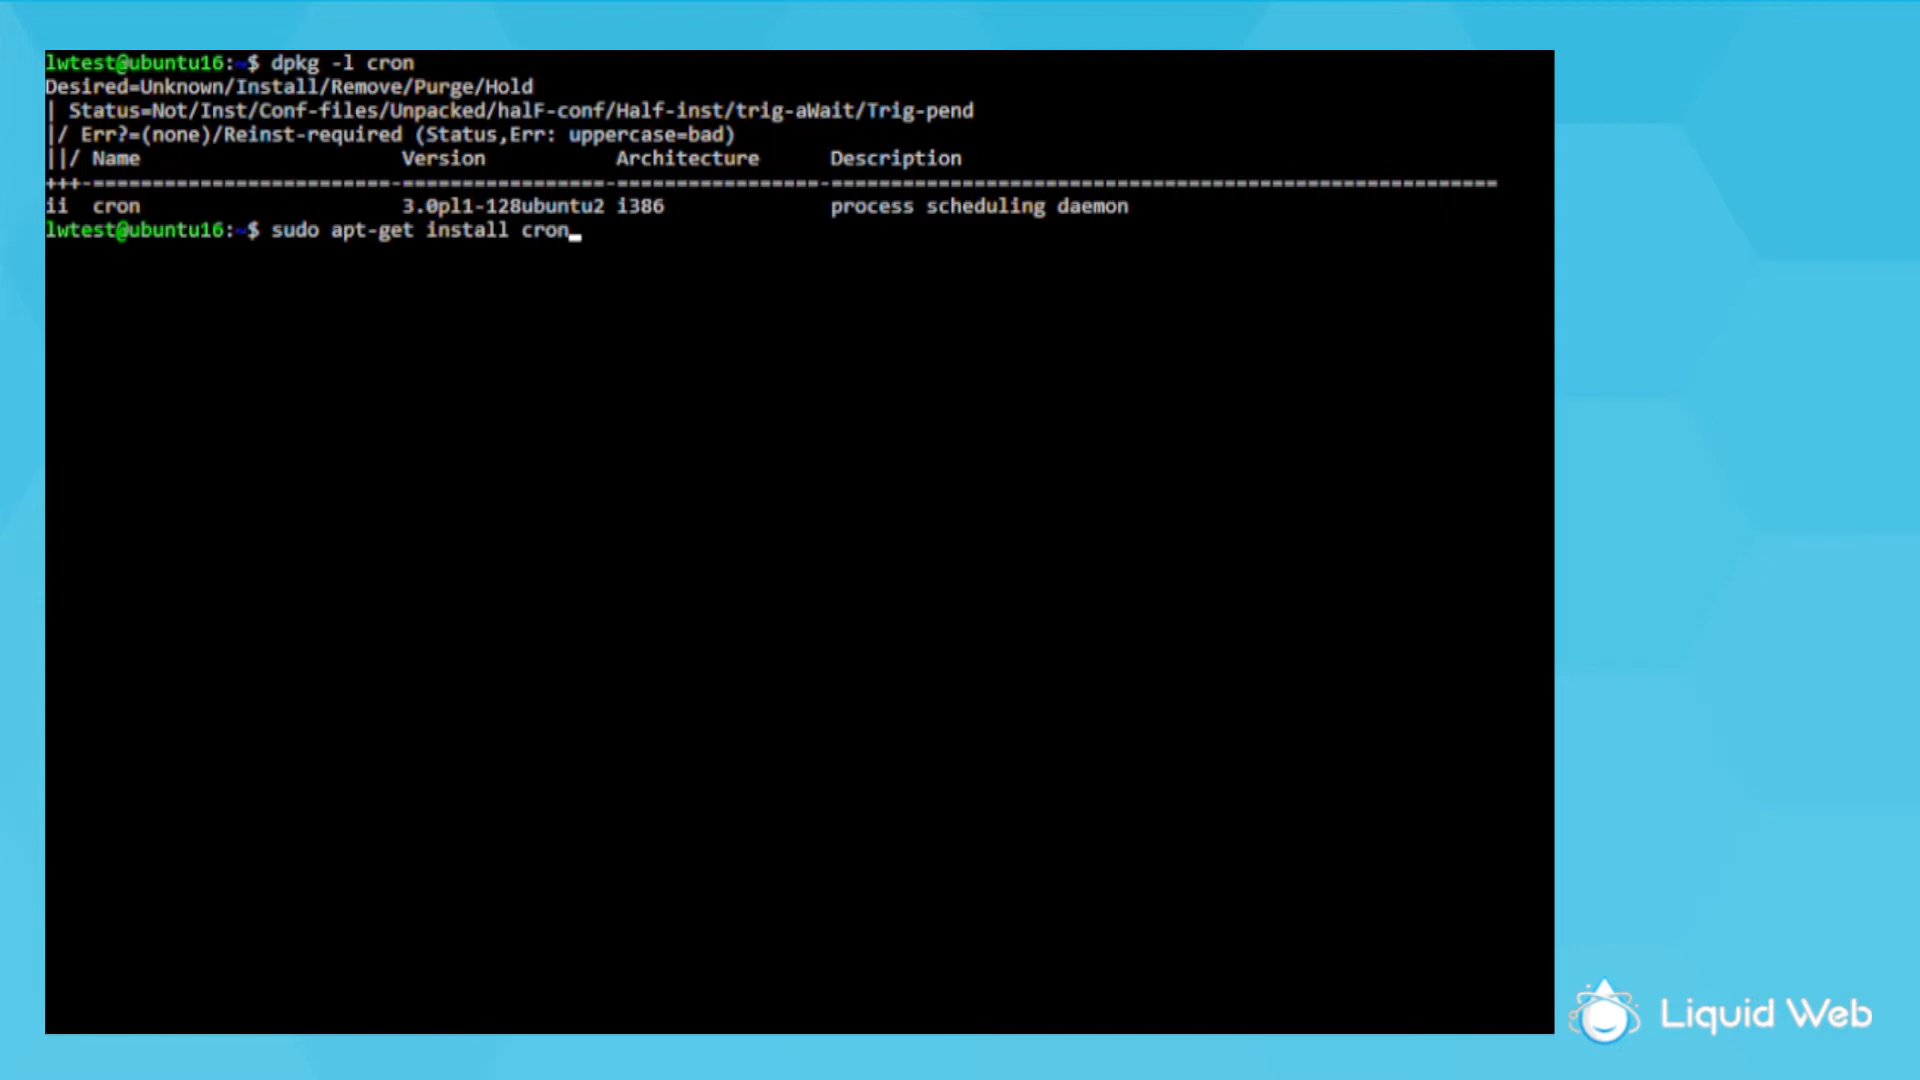 lwtest@ubuntu16:~$ dpkg -l cron
Desired=Unknown/Install/Remove/Purge/Hold
| Status=Not/Inst/Conf-files/Unpacked/halF-conf/Half-inst/trig-aWait/Trig-pend
|/ Err?=(none)/Reinst-required (Status,Err: uppercase=bad)
||/ Name                      Version           Architecture      Description
+++-=========================-=================-=================-========================================================
ii  cron                      3.0pl1-128ubuntu2 i386              process scheduling daemon
lwtest@ubuntu16:~$ sudo apt-get install cron_
Liquid Web